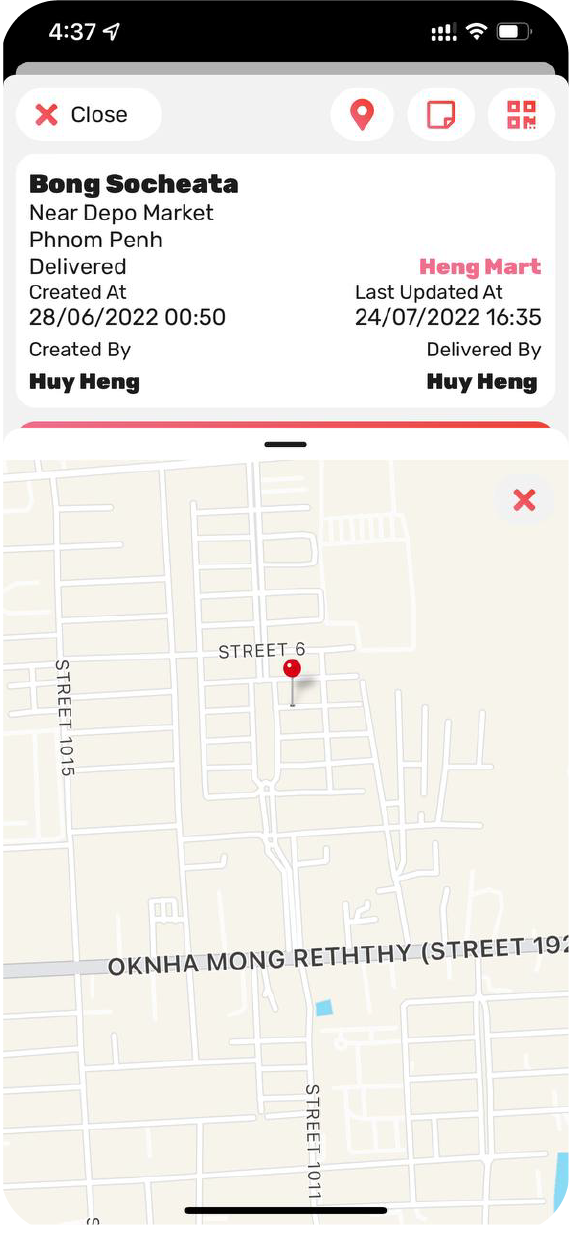 4:37
Close
Bong Socheata
Near Depo Market
Phnom Penh
Delivered
Heng Mart
Created At
Last Updated At
28/06/2022 00:50
24/07/2022 16:35
Created By
Delivered By
Huy Heng
Huy Heng
STREET 6
STREET 1015
OKNHA MONG RETHTHY (STREET 192
STREET 1011